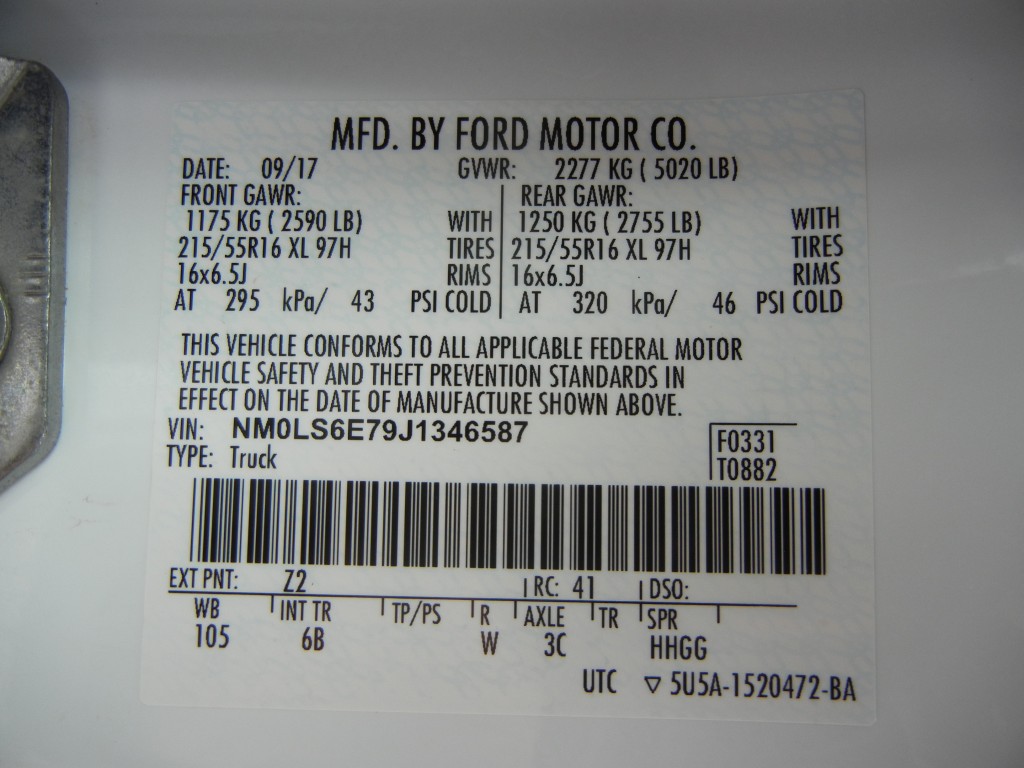 MFD. BY FORD MOTOR CO.
DATE: 09/17 GVWR: 2277 KG ( 5020 LB)
FRONT GAWR: REAR GAWR:
1175 KG ( 2590 LB) WITH 1250 KG ( 2755 LB) WITH
215/55R16 XL 97H TIRES 215/55R16 XL 97H TIRES
16x6.5J RIMS 16x6.5J RIMS
AT 295 kPa/ 43 PSI COLD AT 320 kPa/ 46 PSI COLD
THIS VEHICLE CONFORMS TO ALL APPLICABLE FEDERAL MOTOR
VEHICLE SAFETY AND THEFT PREVENTION STANDARDS IN
EFFECT ON THE DATE OF MANUFACTURE SHOWN ABOVE.
VIN: NM0LS6E79J1346587 F0331
TYPE: Truck T0882
EXT PNT: Z2 RC: 41 DSO:
WB INT TR TP/PS R AXLE TR SPR
105 6B W 3C HHGG
UTC ▽ 5U5A-1520472-BA